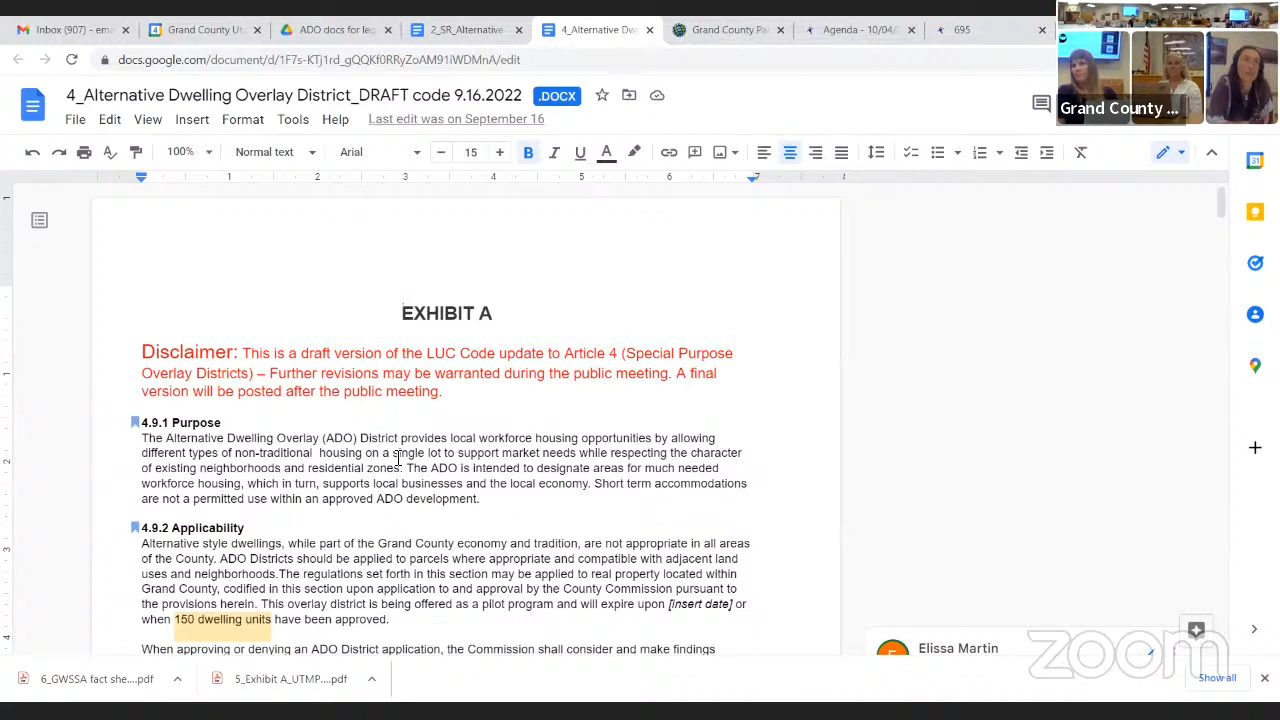 Inbox (91) - ema
Grand County Ut
ADO docs for leg
2_SR_Alternative
4_Alternative Dw
Grand County Pa
Agenda - 10/04/
695
docs.google.com/document/d/1F7s-KTj1rd_gQQKf0RRyZoAM91iWDMnA/edit
4_Alternative Dwelling Overlay District_DRAFT code 9.16.2022 .DOCX
Grand County ...
File Edit View Insert Format Tools Help Last edit was on September 16
100% Normal text Arial 15 B I U A
1 2 3 4 5 6 7
EXHIBIT A
Disclaimer: This is a draft version of the LUC Code update to Article 4 (Special Purpose
Overlay Districts) – Further revisions may be warranted during the public meeting. A final
version will be posted after the public meeting.
4.9.1 Purpose
The Alternative Dwelling Overlay (ADO) District provides local workforce housing opportunities by allowing
different types of non-traditional housing on a single lot to support market needs while respecting the character
of existing neighborhoods and residential zones. The ADO is intended to designate areas for much needed
workforce housing, which in turn, supports local businesses and the local economy. Short term accommodations
are not a permitted use within an approved ADO development.
4.9.2 Applicability
Alternative style dwellings, while part of the Grand County economy and tradition, are not appropriate in all areas
of the County. ADO Districts should be applied to parcels where appropriate and compatible with adjacent land
uses and neighborhoods.The regulations set forth in this section may be applied to real property located within
Grand County, codified in this section upon application to and approval by the County Commission pursuant to
the provisions herein. This overlay district is being offered as a pilot program and will expire upon [insert date] or
when 150 dwelling units have been approved.
When approving or denying an ADO District application, the Commission shall consider and make findings
Elissa Martin
zoom
6_GWSSA fact she....pdf
5_Exhibit A_UTMP....pdf
Show all